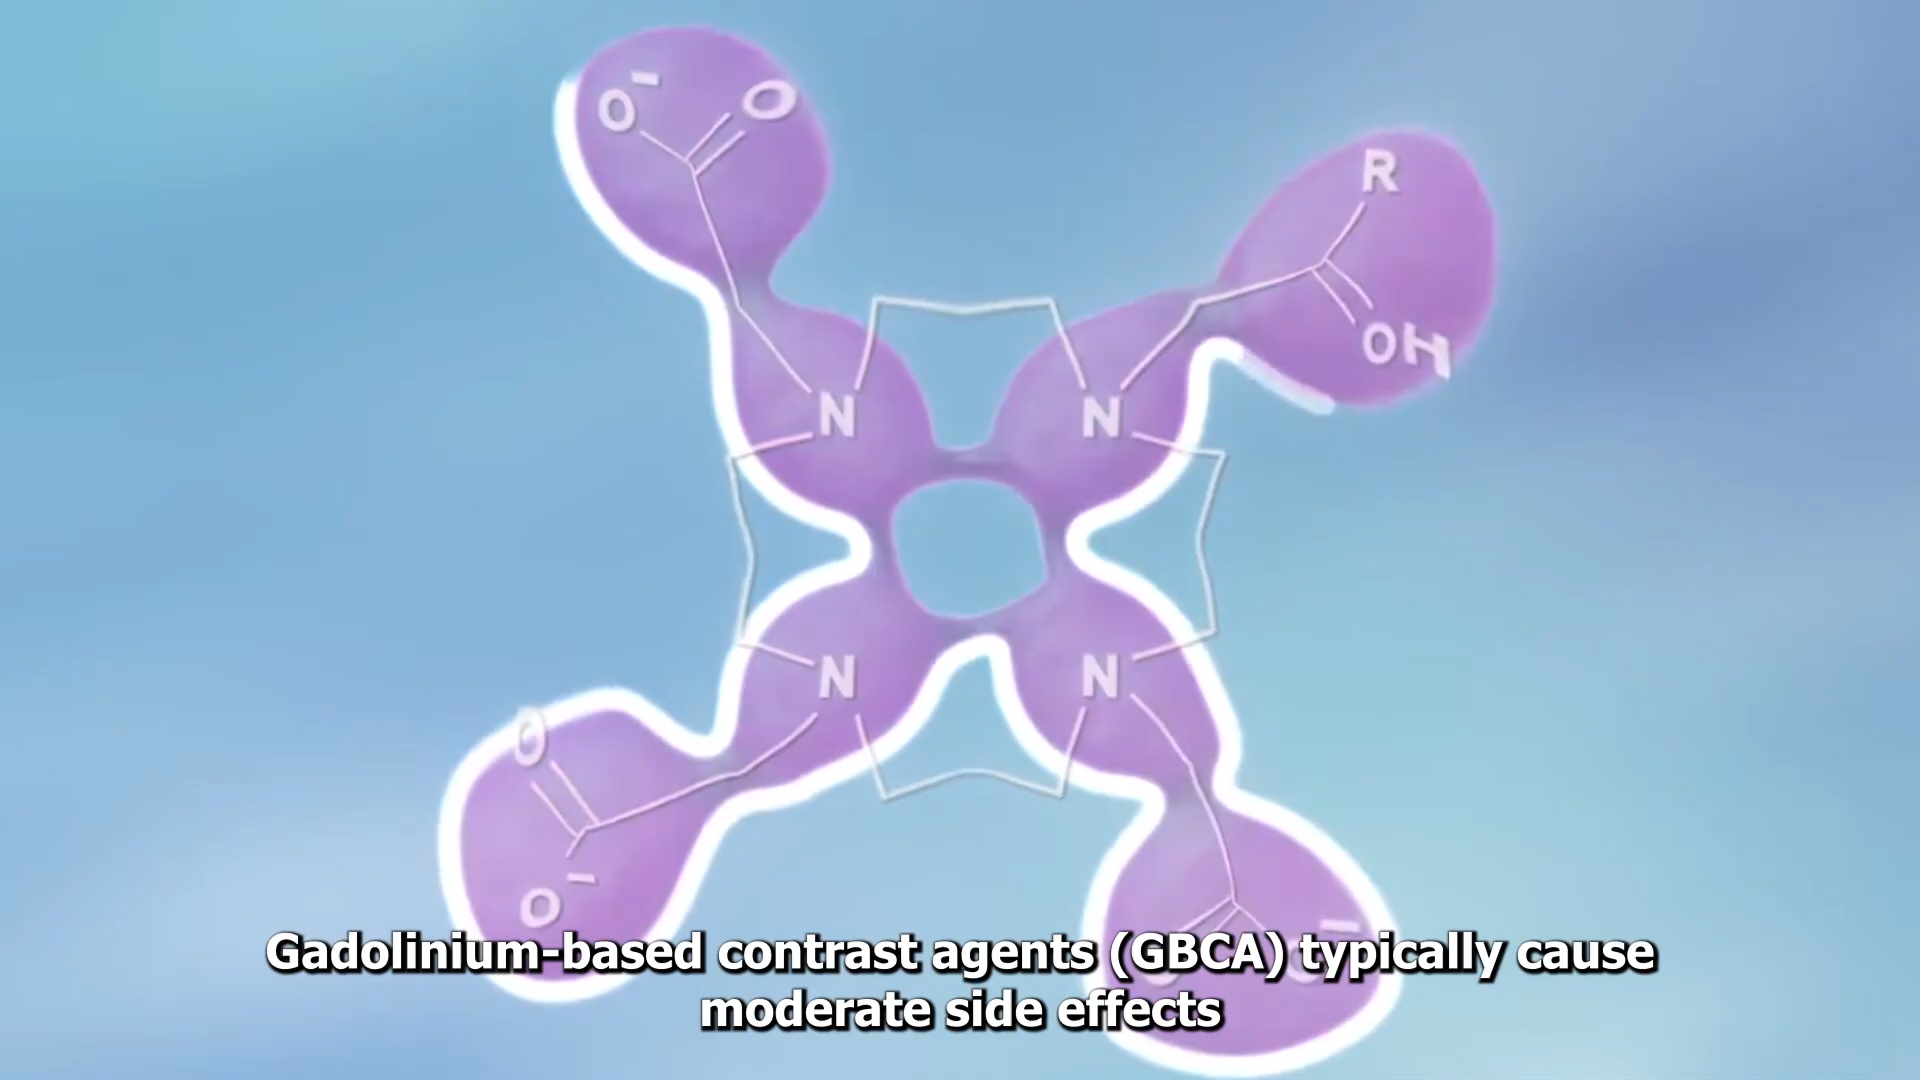 O⁻ O
R
OH
N N
N N
O
O⁻
O⁻
Gadolinium-based contrast agents (GBCA) typically cause
moderate side effects